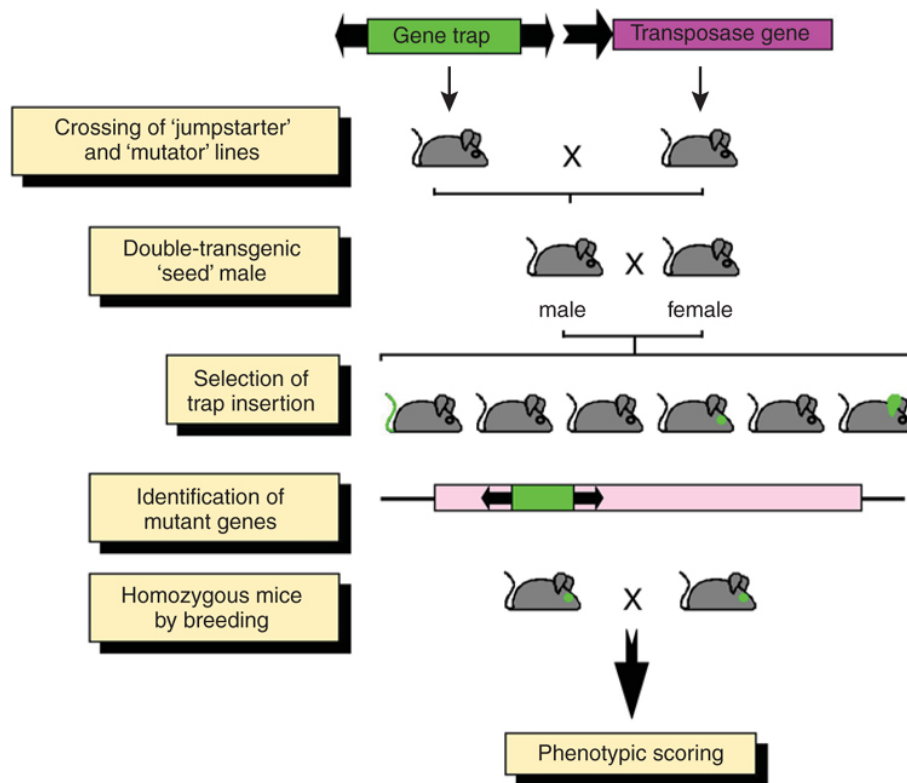 Gene trap
Transposase gene
Crossing of ‘jumpstarter’
and ‘mutator’ lines
X
Double-transgenic
‘seed’ male
X
male
female
Selection of
trap insertion
Identification of
mutant genes
Homozygous mice
by breeding
X
Phenotypic scoring